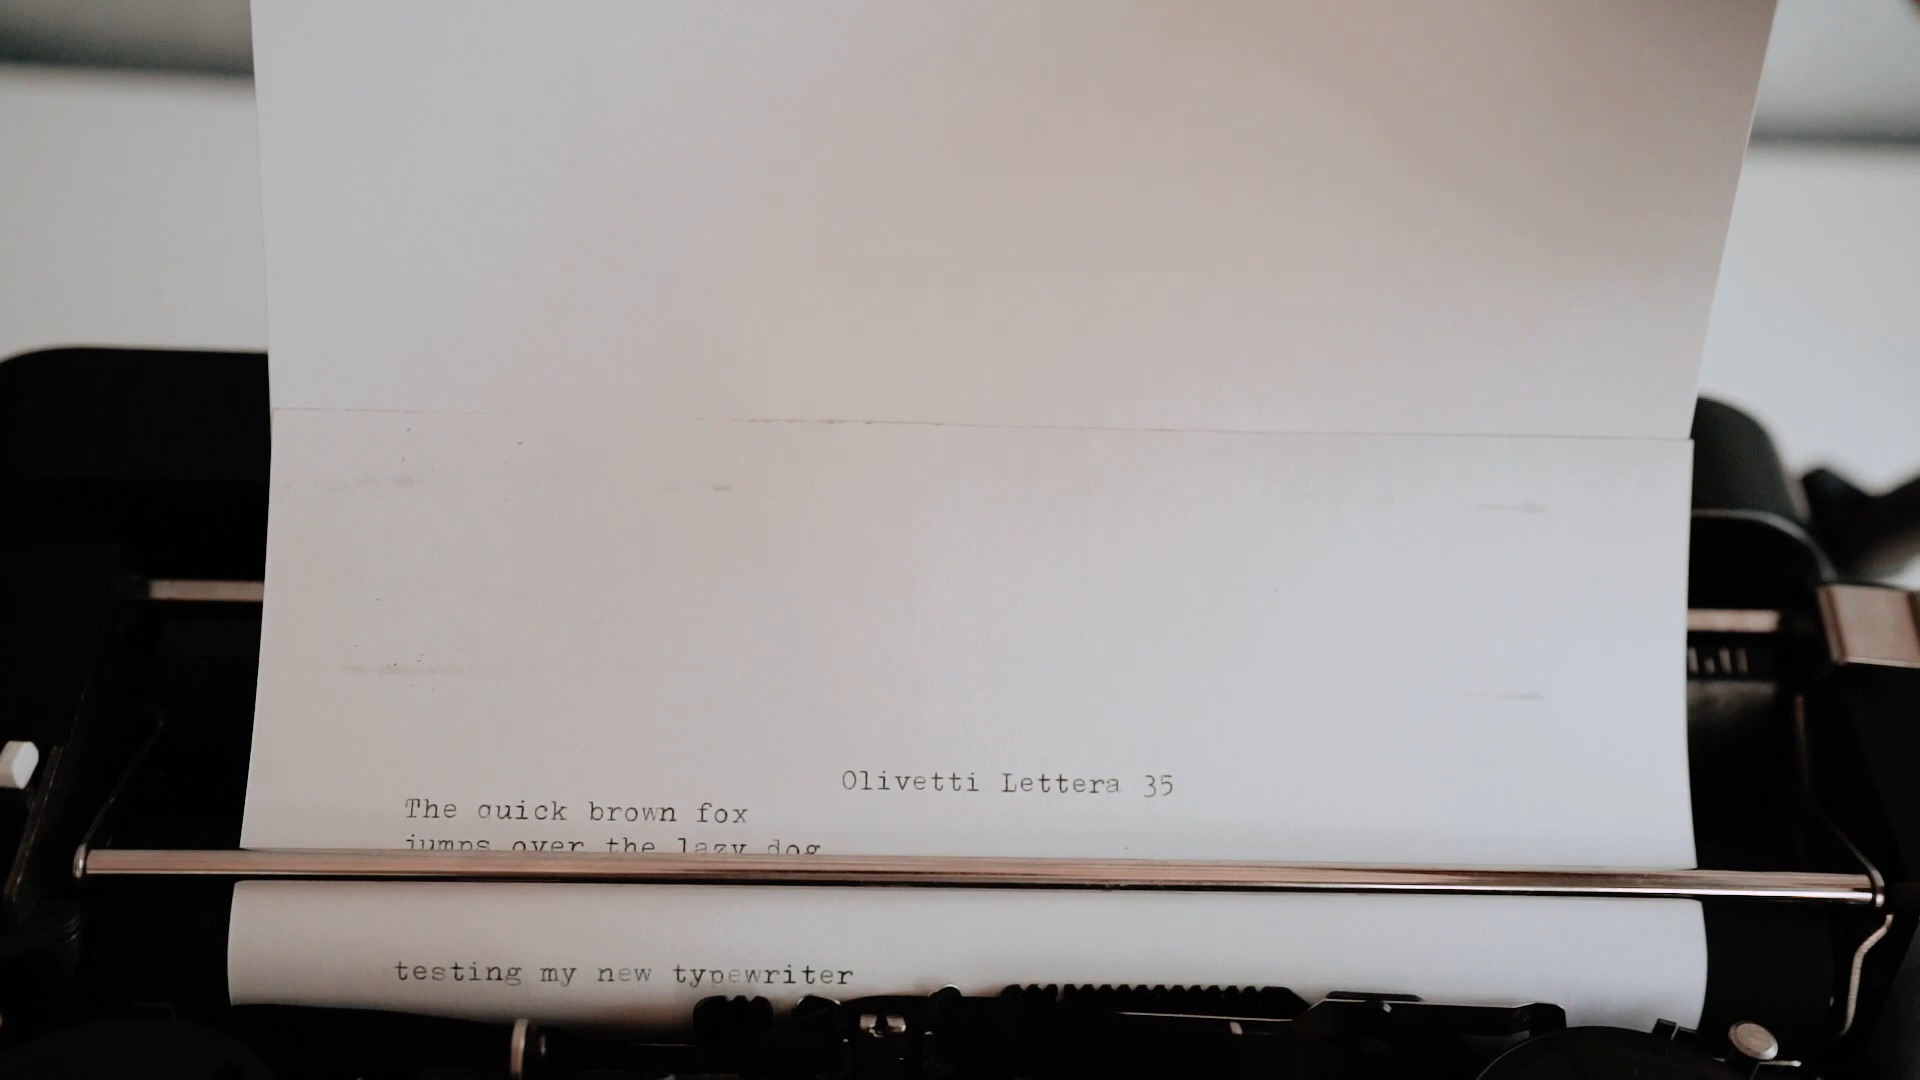 Olivetti Lettera 35
The quick brown fox
jumps over the lazy dog
testing my new typewriter